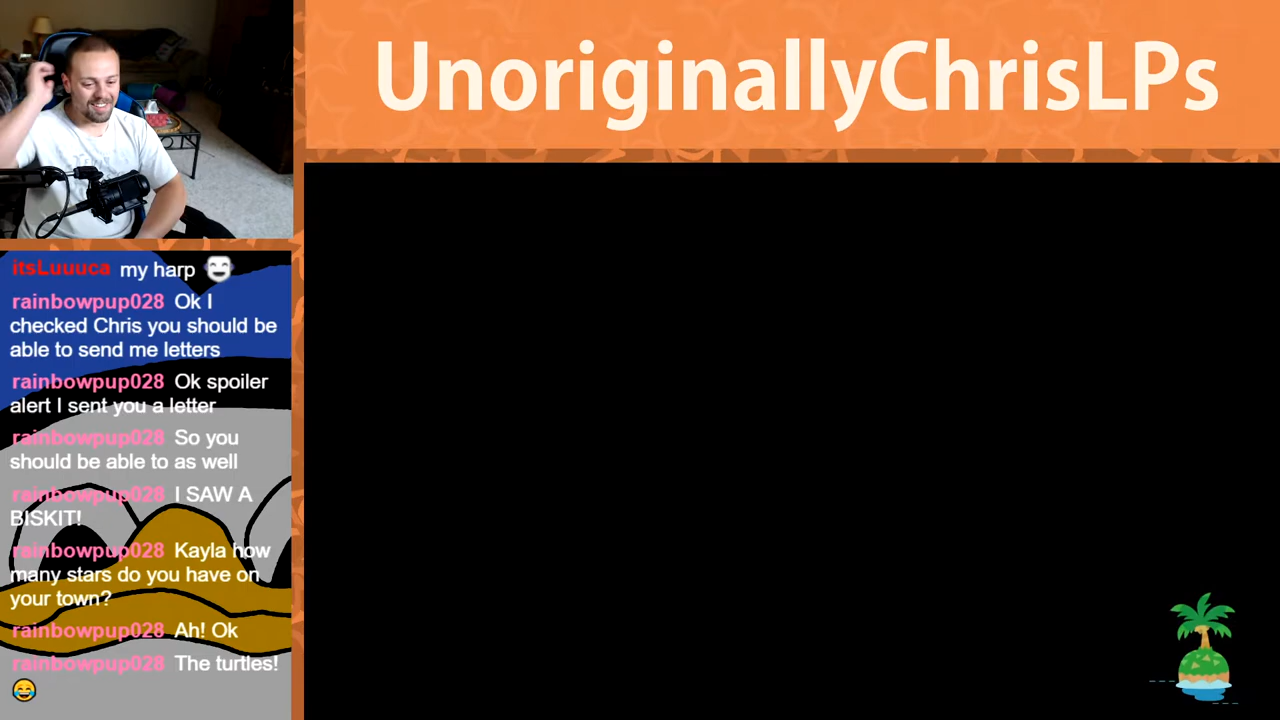 UnoriginallyChrisLPs
itsLuuuca my harp
rainbowpup028 Ok I
checked Chris you should be
able to send me letters
rainbowpup028 Ok spoiler
alert I sent you a letter
rainbowpup028 So you
should be able to as well
rainbowpup028 I SAW A
BISKIT!
rainbowpup028 Kayla how
many stars do you have on
your town?
rainbowpup028 Ah! Ok
rainbowpup028 The turtles!
😂